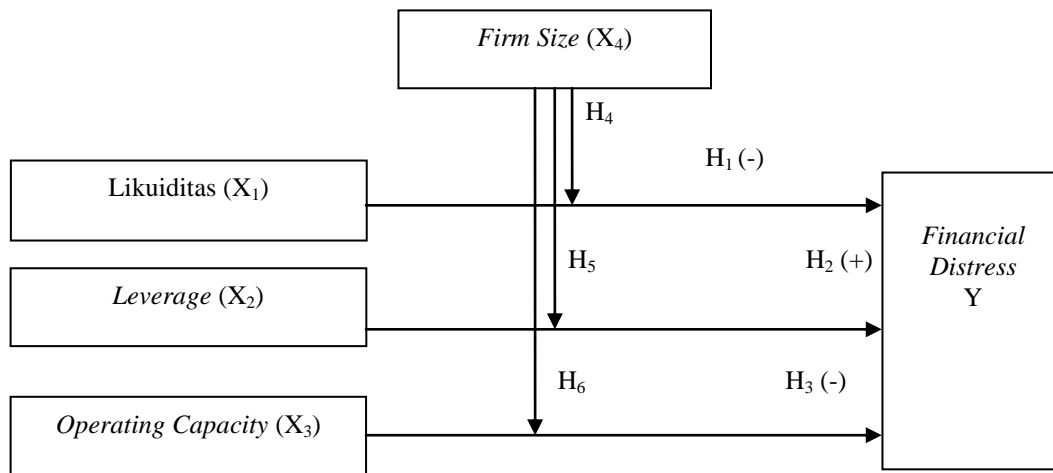 Firm Size (X₄)
H₄
H₁ (-)
Likuiditas (X₁)
Financial
Distress
Y
H₅
H₂ (+)
Leverage (X₂)
H₆
H₃ (-)
Operating Capacity (X₃)